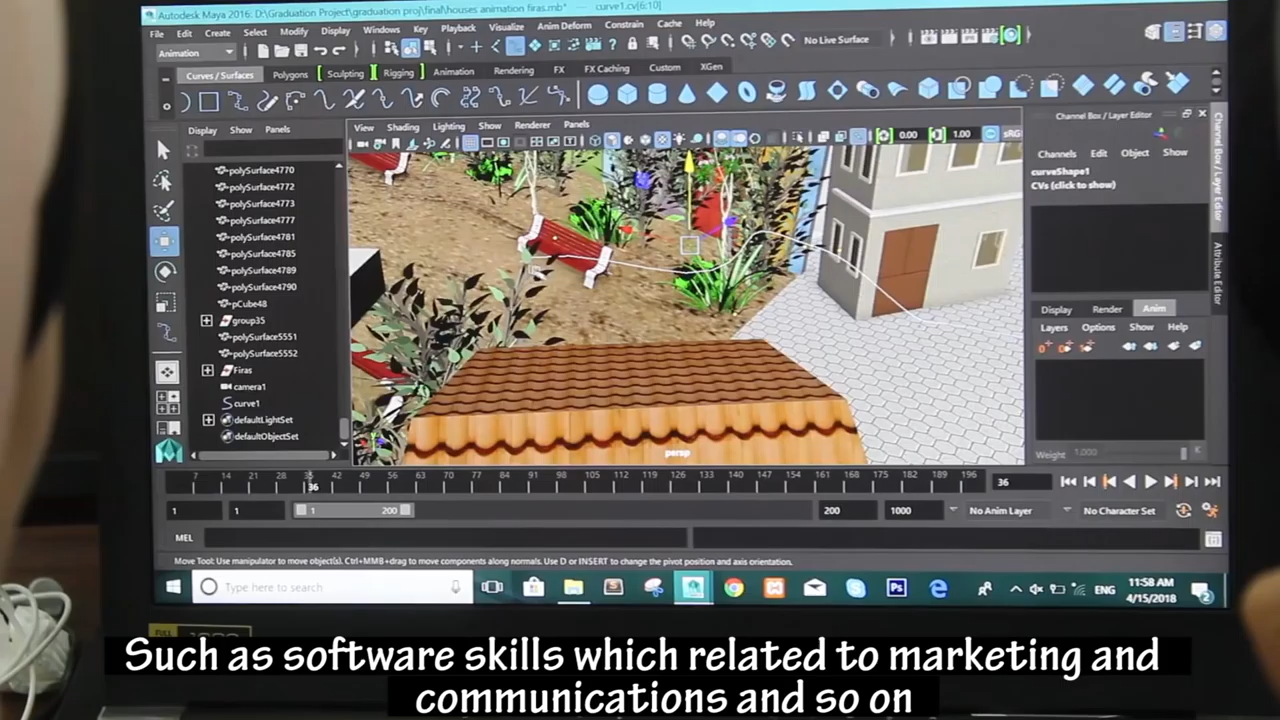 Autodesk Maya 2016: D:\Graduation Project\graduation proj\final\houses animation firas.mb* --- curve1.cv[6:10]
File Edit Create Select Modify Display Windows Key Playback Visualize Anim Deform Constrain Cache Help
Animation
No Live Surface
Curves / Surfaces Polygons Sculpting Rigging Animation Rendering FX FX Caching Custom XGen
Display Show Panels
View Shading Lighting Show Renderer Panels
0.00 1.00 sRG
polySurface4770
polySurface4772
polySurface4773
polySurface4777
polySurface4781
polySurface4785
polySurface4789
polySurface4790
pCube48
group35
polySurface5551
polySurface5552
Firas
camera1
curve1
defaultLightSet
defaultObjectSet
persp
Channel Box / Layer Editor
Channels Edit Object Show
curveShape1
CVs (click to show)
Display Render Anim
Layers Options Show Help
Weight 1.000
Channel Box / Layer Editor
Attribute Editor
7 14 21 28 36 42 49 56 63 70 77 84 91 98 105 112 119 126 133 140 147 154 161 168 175 182 189 196 36
1 1 1 200 200 1000 No Anim Layer No Character Set
MEL
Move Tool: Use manipulator to move object(s). Ctrl+MMB+drag to move components along normals. Use D or INSERT to change the pivot position and axis orientation.
Type here to search
Ps
ENG
11:58 AM
4/15/2018
2
FULL
Such as software skills which related to marketing and
communications and so on